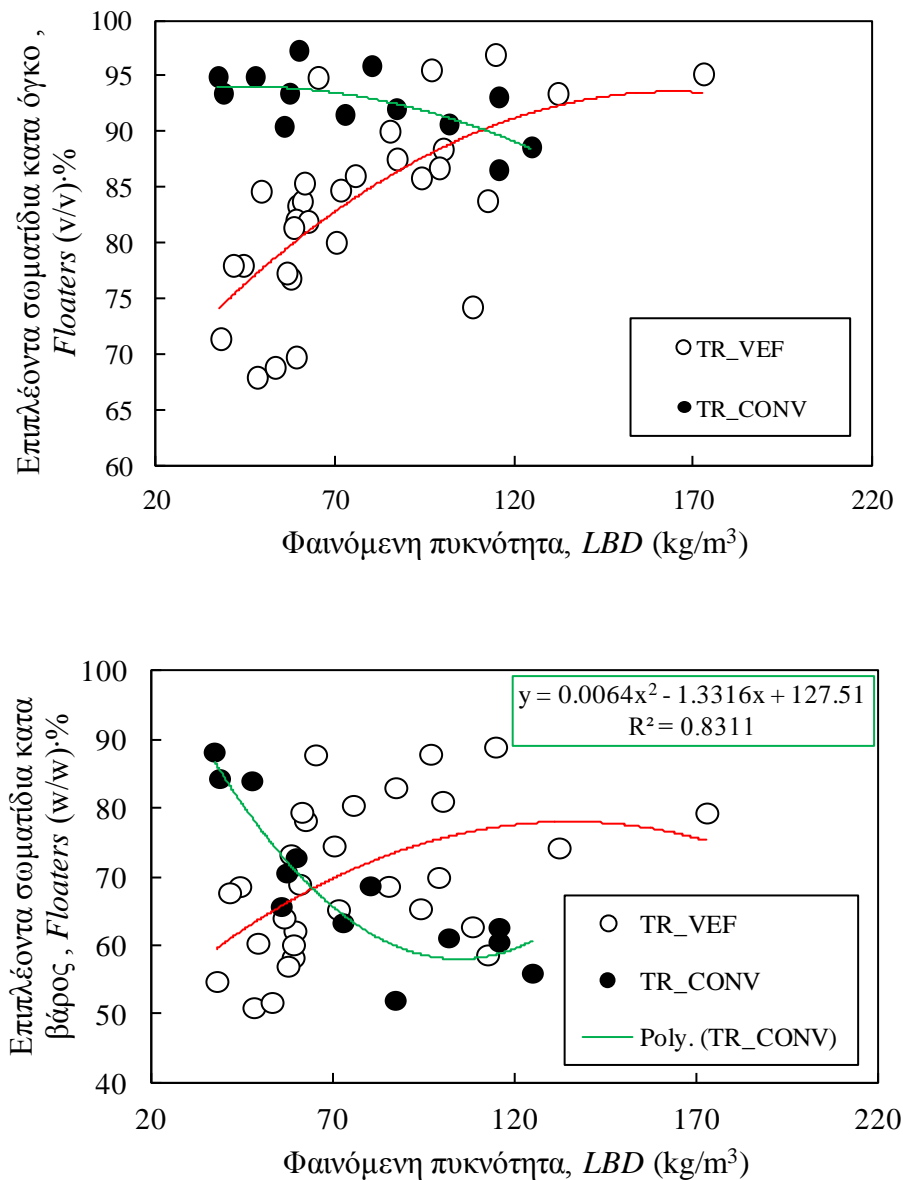 Επιπλέοντα σωματίδια κατα όγκο ,
Floaters (v/v)·%
100
95
90
85
80
75
70
65
60
20
70
120
170
220
TR_VEF
TR_CONV
Φαινόμενη πυκνότητα, LBD (kg/m³)
Επιπλέοντα σωματίδια κατα
βάρος , Floaters (w/w)·%
100
90
80
70
60
50
40
20
70
120
170
220
y = 0.0064x² - 1.3316x + 127.51
R² = 0.8311
TR_VEF
TR_CONV
Poly. (TR_CONV)
Φαινόμενη πυκνότητα, LBD (kg/m³)